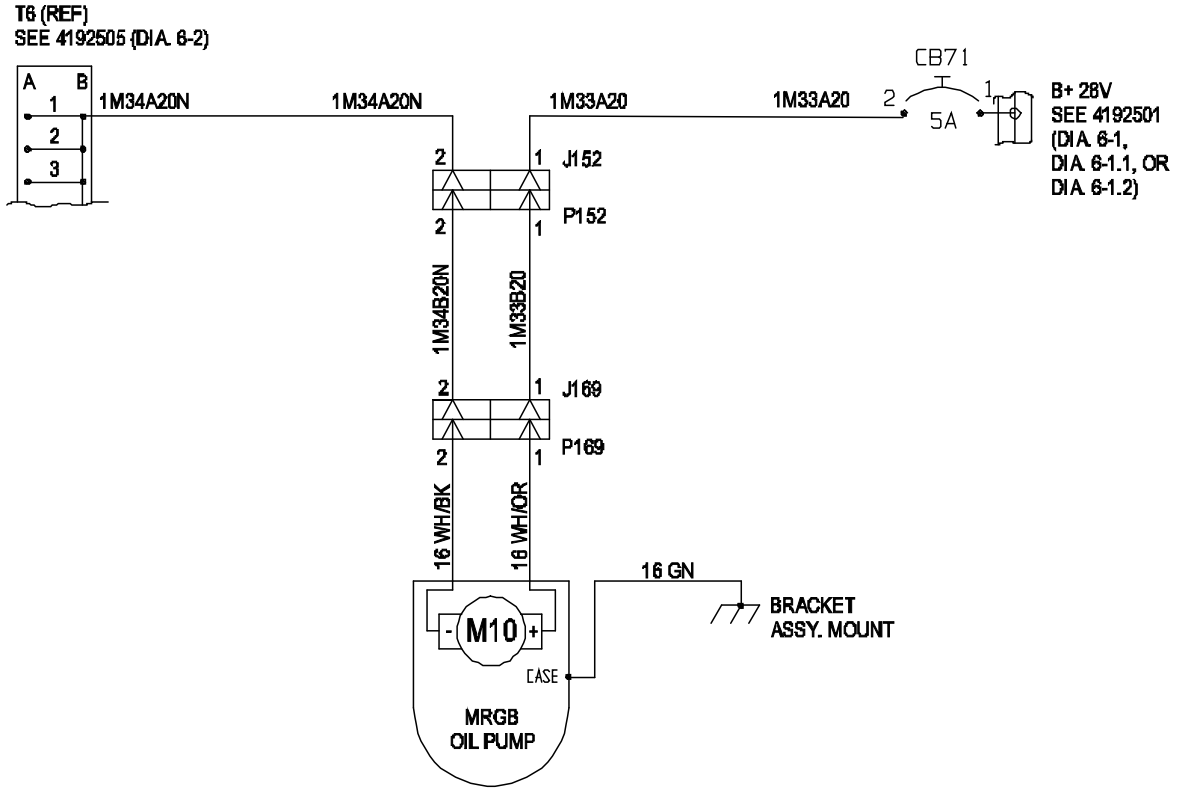 T6 (REF)
SEE 4192505 (DIA. 6-2)
A B
1
2
3
1M34A20N
1M34A20N
1M33A20
1M33A20
CB71
2
1
5A
B+ 28V
SEE 4192501
(DIA. 6-1,
DIA. 6-1.1, OR
DIA. 6-1.2)
2 1 J152
P152
2 1
1M34B20N
1M33B20
2 1 J169
P169
2 1
16 WH/BK
16 WH/OR
16 GN
BRACKET
ASSY. MOUNT
- M10 +
CASE
MRGB
OIL PUMP